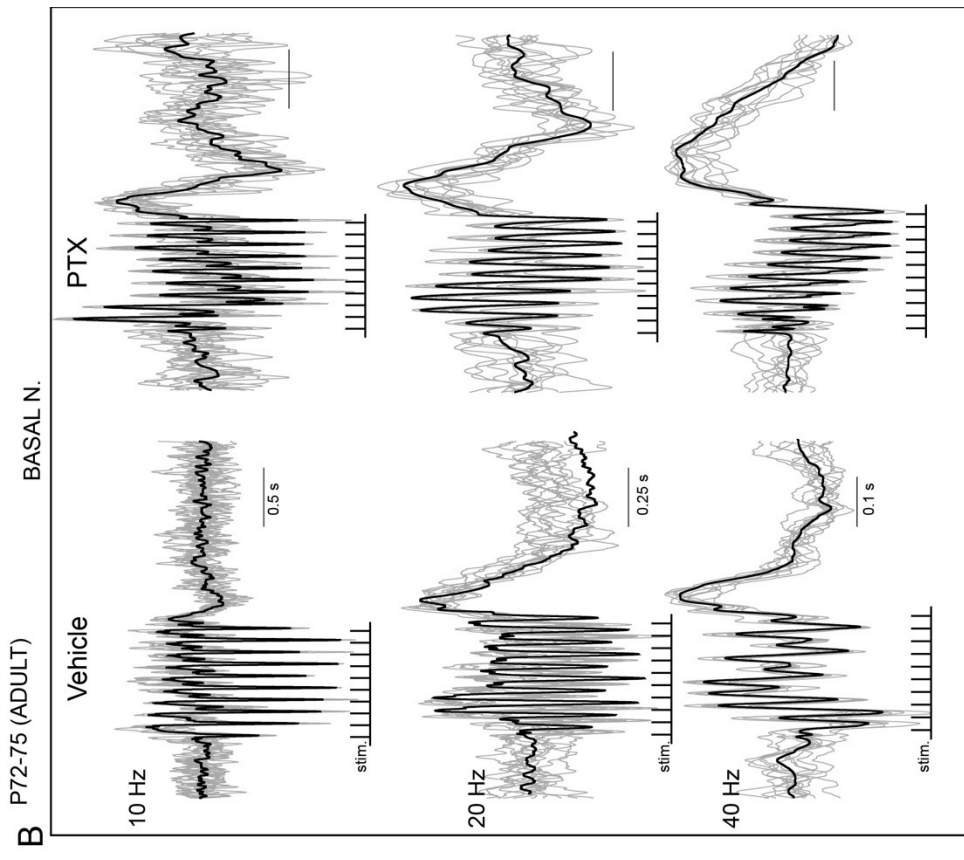 B P72-75 (ADULT) BASAL N.
Vehicle PTX
10 Hz
0.5 s
stim.
20 Hz
0.25 s
stim.
40 Hz
0.1 s
stim.